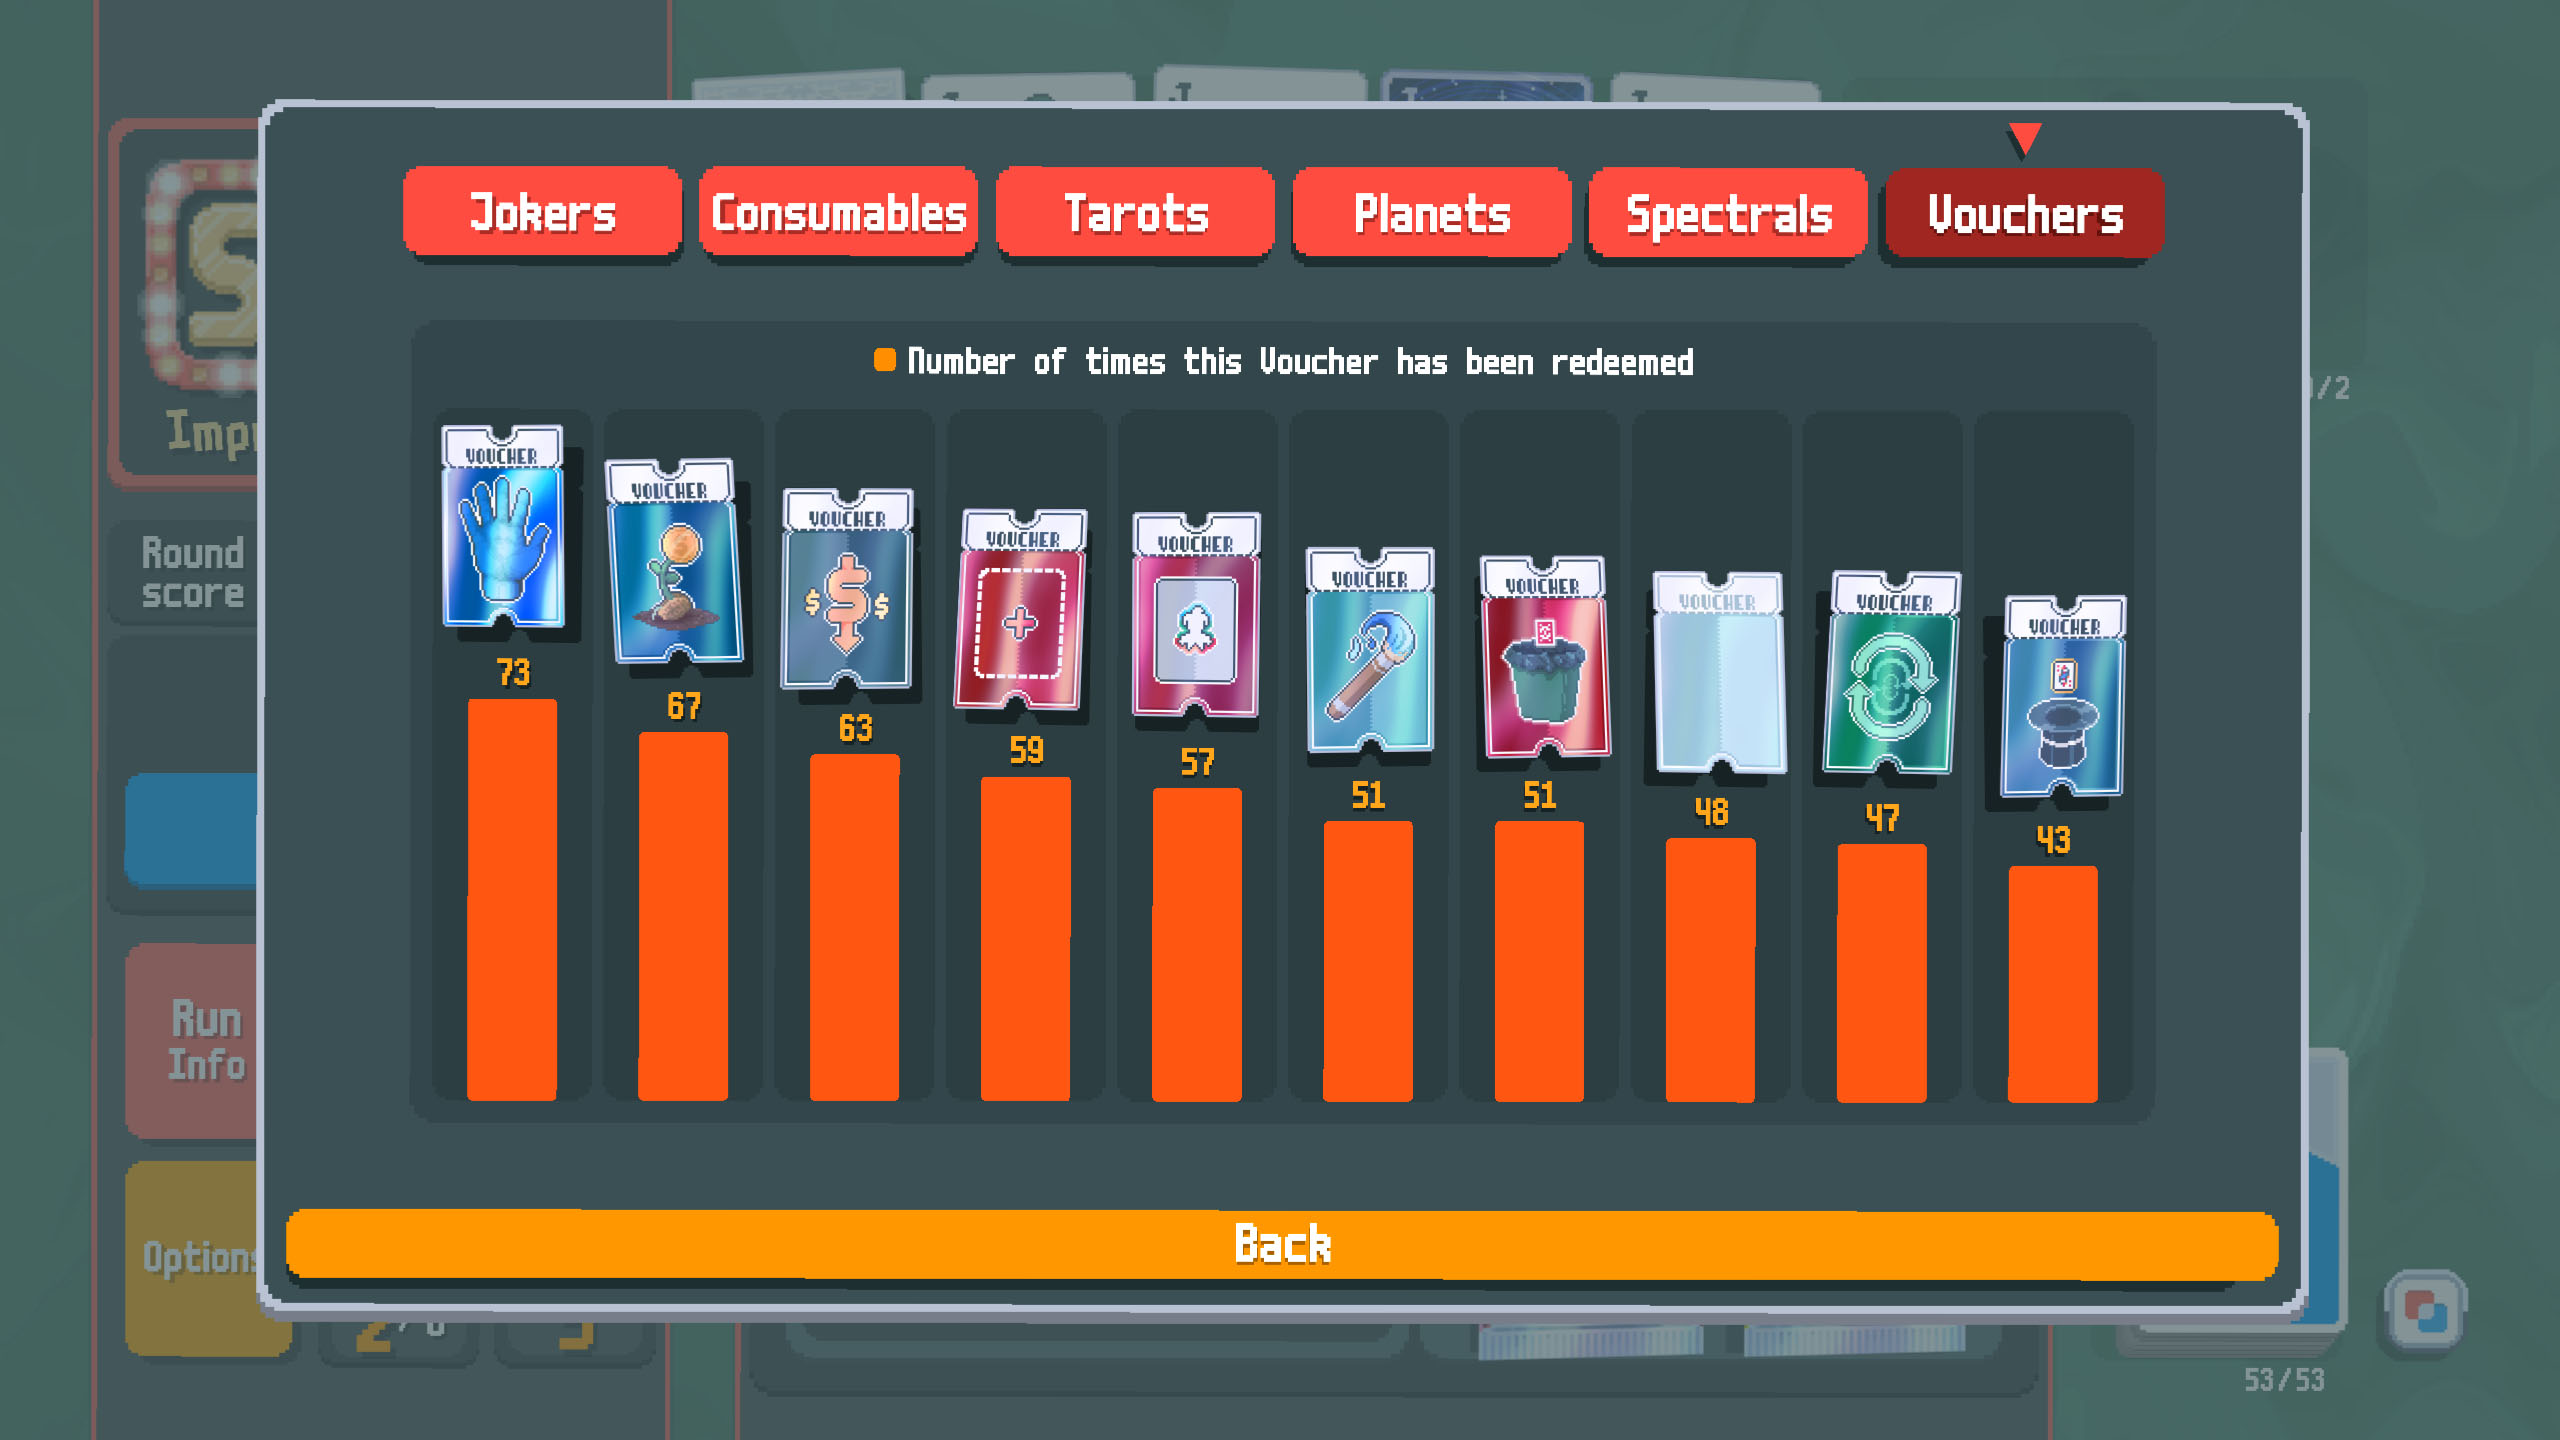 Jokers Consumables Tarots Planets Spectrals Vouchers
Number of times this Voucher has been redeemed
/2
VOUCHER VOUCHER VOUCHER VOUCHER VOUCHER VOUCHER VOUCHER VOUCHER VOUCHER VOUCHER
73 67 63 59 57 51 51 48 47 43
Round
score
Run
Info
Options
Back
53/53